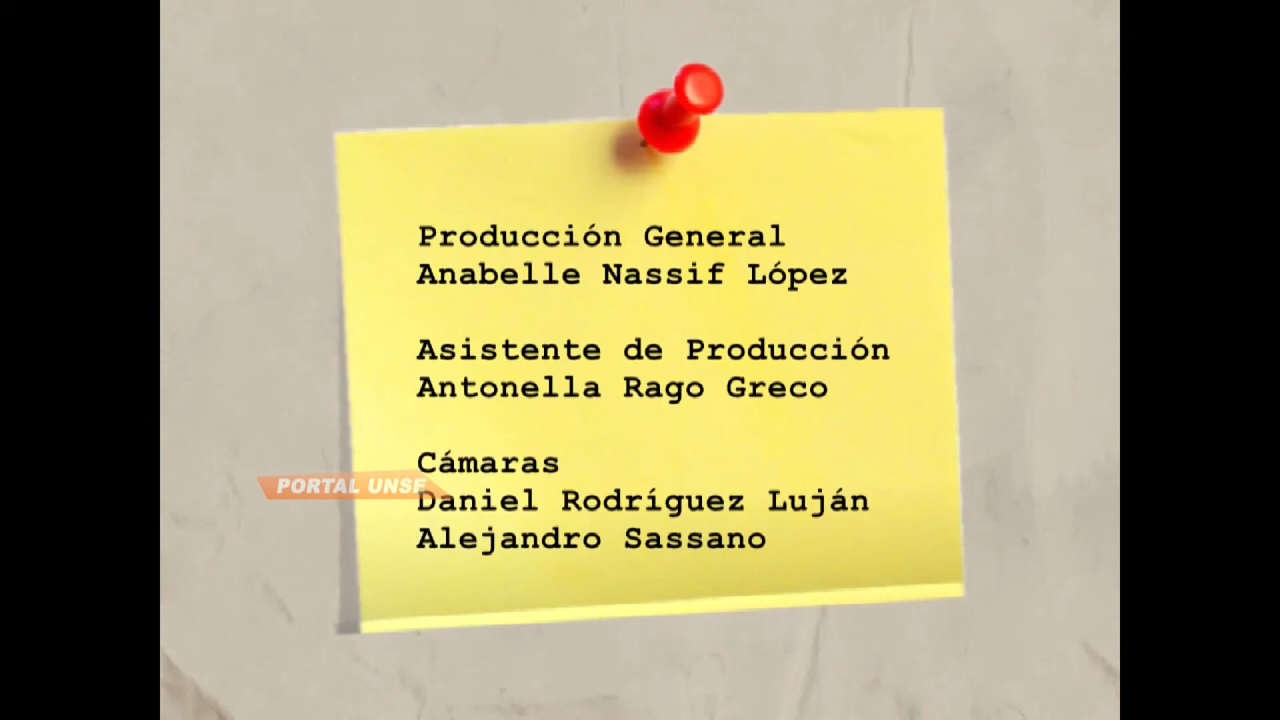 Producción General
Anabelle Nassif López
Asistente de Producción
Antonella Rago Greco
Cámaras
PORTAL UNSE
Daniel Rodríguez Luján
Alejandro Sassano